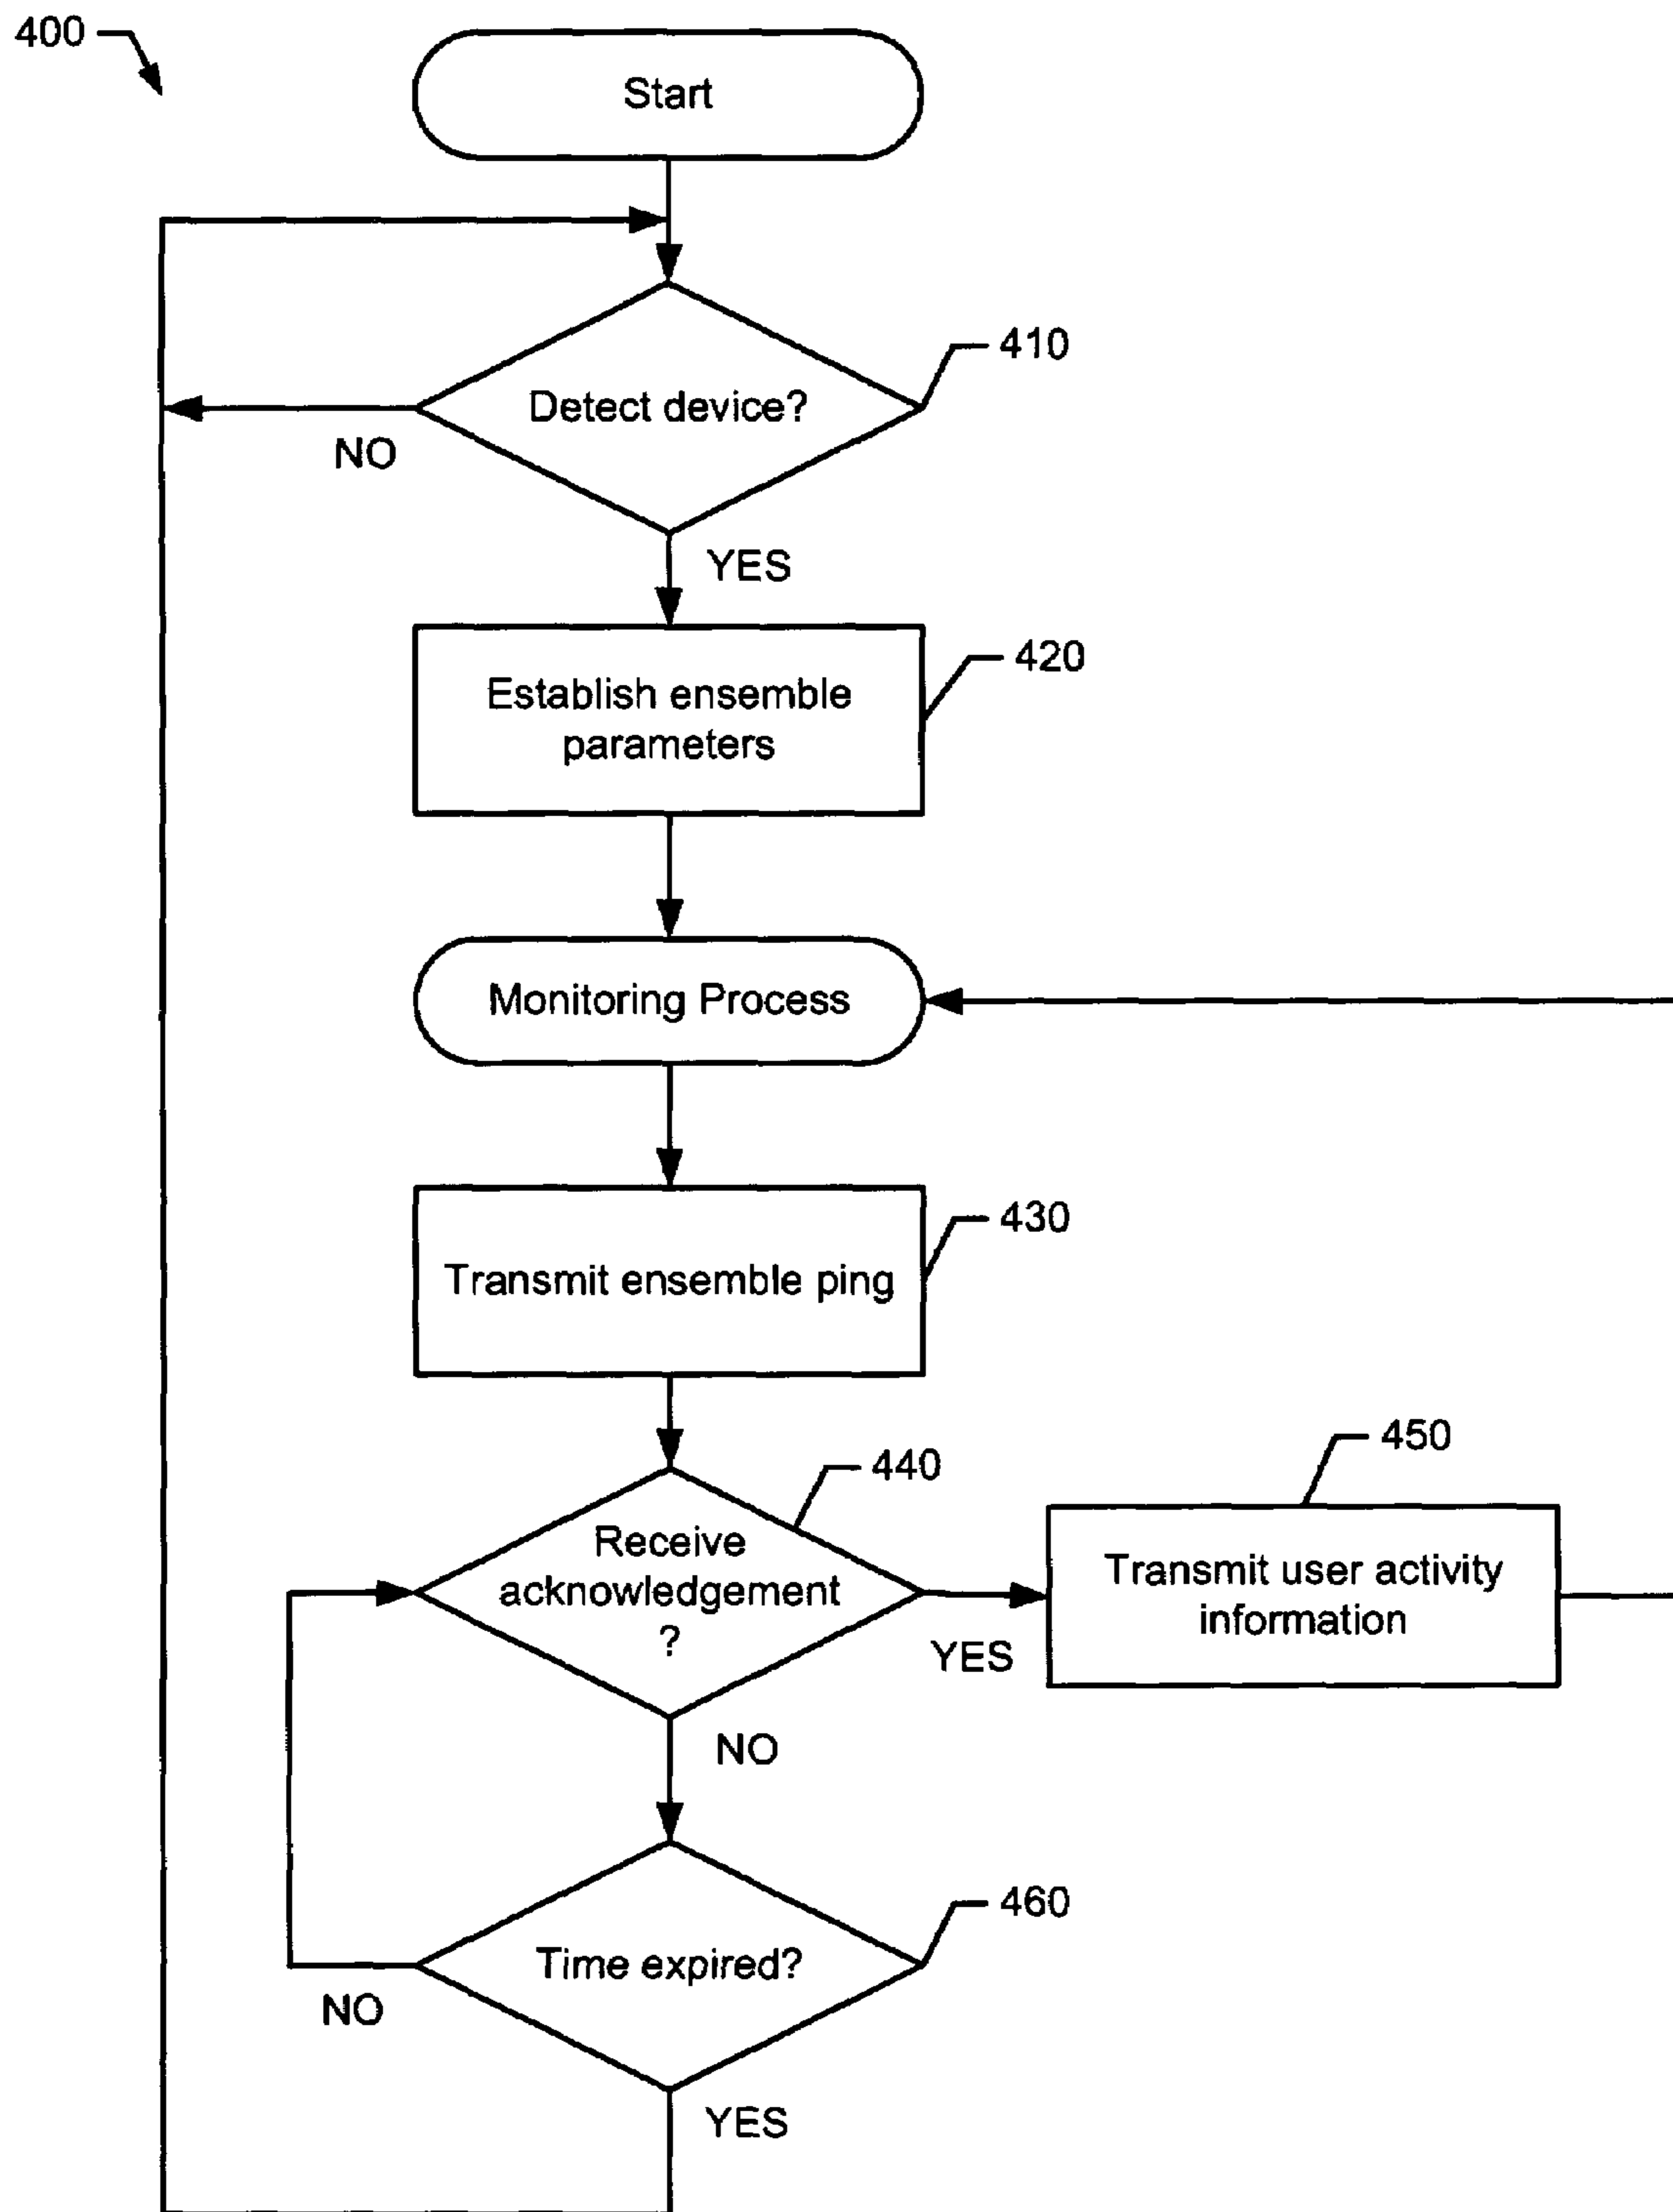 400
Start
410
Detect device?
NO
YES
420
Establish ensemble
parameters
Monitoring Process
430
Transmit ensemble ping
440
450
Receive
acknowledgement
?
Transmit user activity
information
YES
NO
460
Time expired?
NO
YES